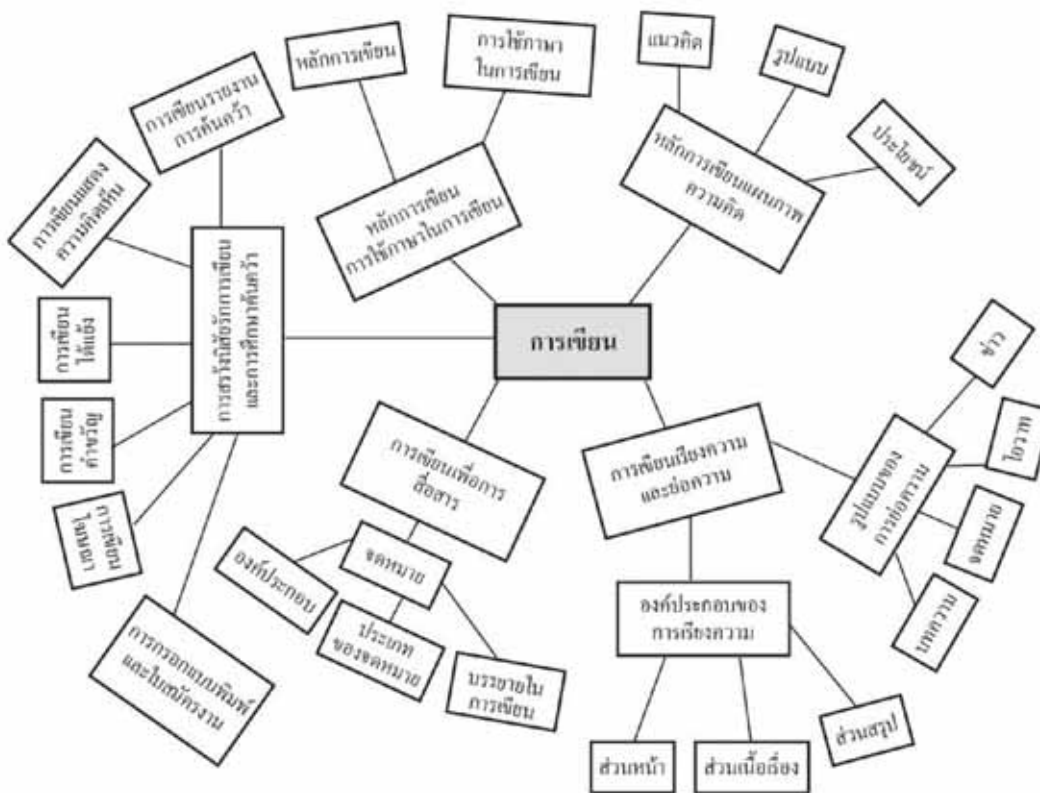 การเขียน
หลักการเขียน
การใช้ภาษาในการเขียน
หลักการเขียน
การใช้ภาษา
ในการเขียน
หลักการเขียนแผนภาพ
ความคิด
แนวคิด
รูปแบบ
ประโยชน์
การเขียนเรียงความ
และย่อความ
รูปแบบของ
การย่อความ
ข่าว
โอวาท
จดหมาย
บทความ
องค์ประกอบของ
การเรียงความ
ส่วนหน้า
ส่วนเนื้อเรื่อง
ส่วนสรุป
การเขียนเพื่อการ
สื่อสาร
จดหมาย
องค์ประกอบ
ประเภท
ของจดหมาย
บรรยายใน
การเขียน
การสร้างนิสัยรักการเขียน
และการศึกษาค้นคว้า
การเขียนรายงาน
การค้นคว้า
การเขียนแสดง
ความคิดเห็น
การเขียน
โต้แย้ง
การเขียน
คำขวัญ
การเขียน
โฆษณา
การกรอกแบบพิมพ์
และใบสมัครงาน